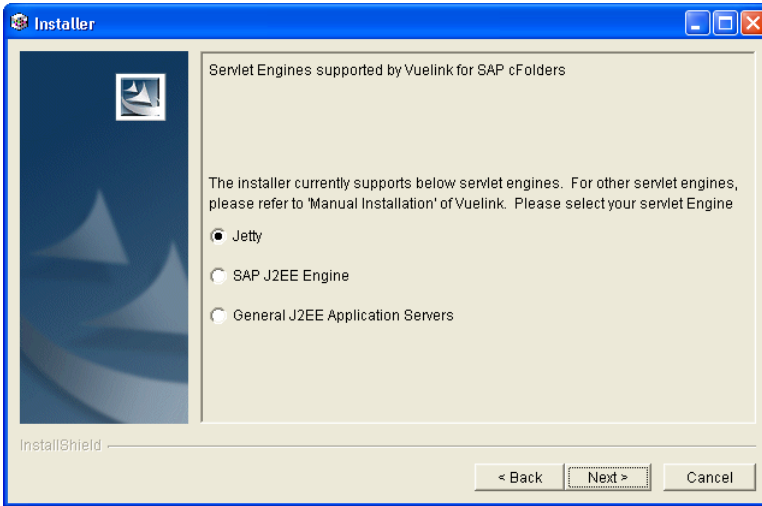 Installer
Servlet Engines supported by Vuelink for SAP cFolders
The installer currently supports below servlet engines. For other servlet engines,
please refer to 'Manual Installation' of Vuelink. Please select your servlet Engine
Jetty
SAP J2EE Engine
General J2EE Application Servers
InstallShield
< Back Next > Cancel